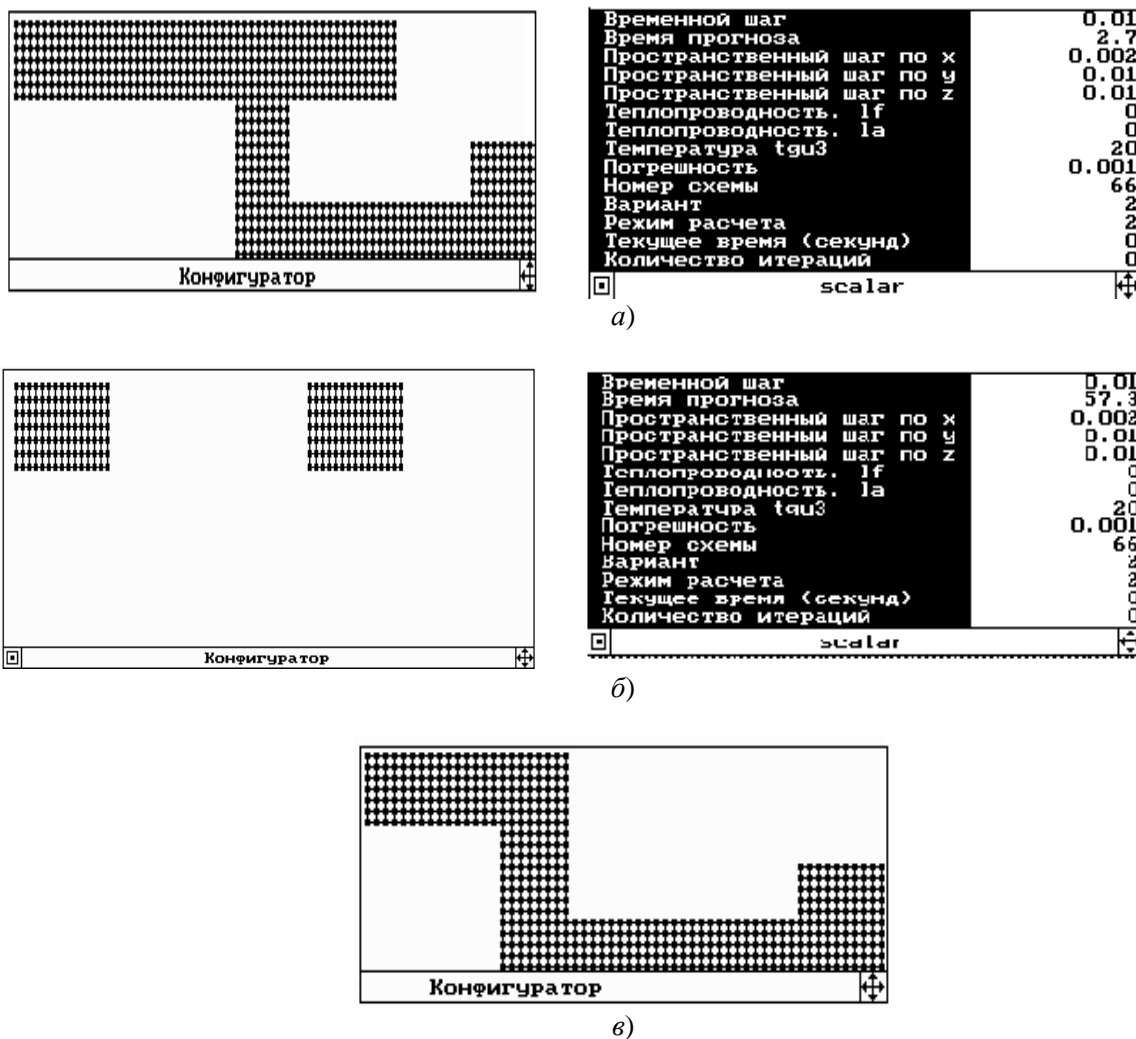 Временной шаг 0.01
Время прогноза 2.7
Пространственный шаг по x 0.002
Пространственный шаг по y 0.01
Пространственный шаг по z 0.01
Теплопроводность. lf 0
Теплопроводность. la 0
Температура tgu3 20
Погрешность 0.001
Номер схемы 66
Вариант 2
Режим расчета 2
Текущее время (секунд) 0
Количество итераций 0
Конфигуратор
scalar
а)
Временной шаг 0.01
Время прогноза 57.3
Пространственный шаг по x 0.002
Пространственный шаг по y 0.01
Пространственный шаг по z 0.01
Теплопроводность. lf 0
Теплопроводность. la 0
Температура tgu3 20
Погрешность 0.001
Номер схемы 66
Вариант 2
Режим расчета 2
Текущее время (секунд) 0
Количество итераций 0
Конфигуратор
scalar
б)
Конфигуратор
в)